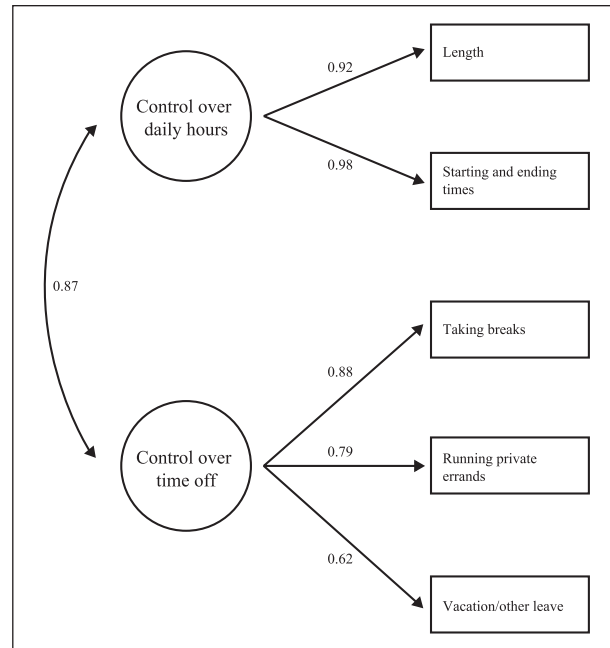 Length
0.92
Control over
daily hours
0.98
Starting and ending
times
0.87
Taking breaks
0.88
Control over
time off
0.79
Running private
errands
0.62
Vacation/other leave